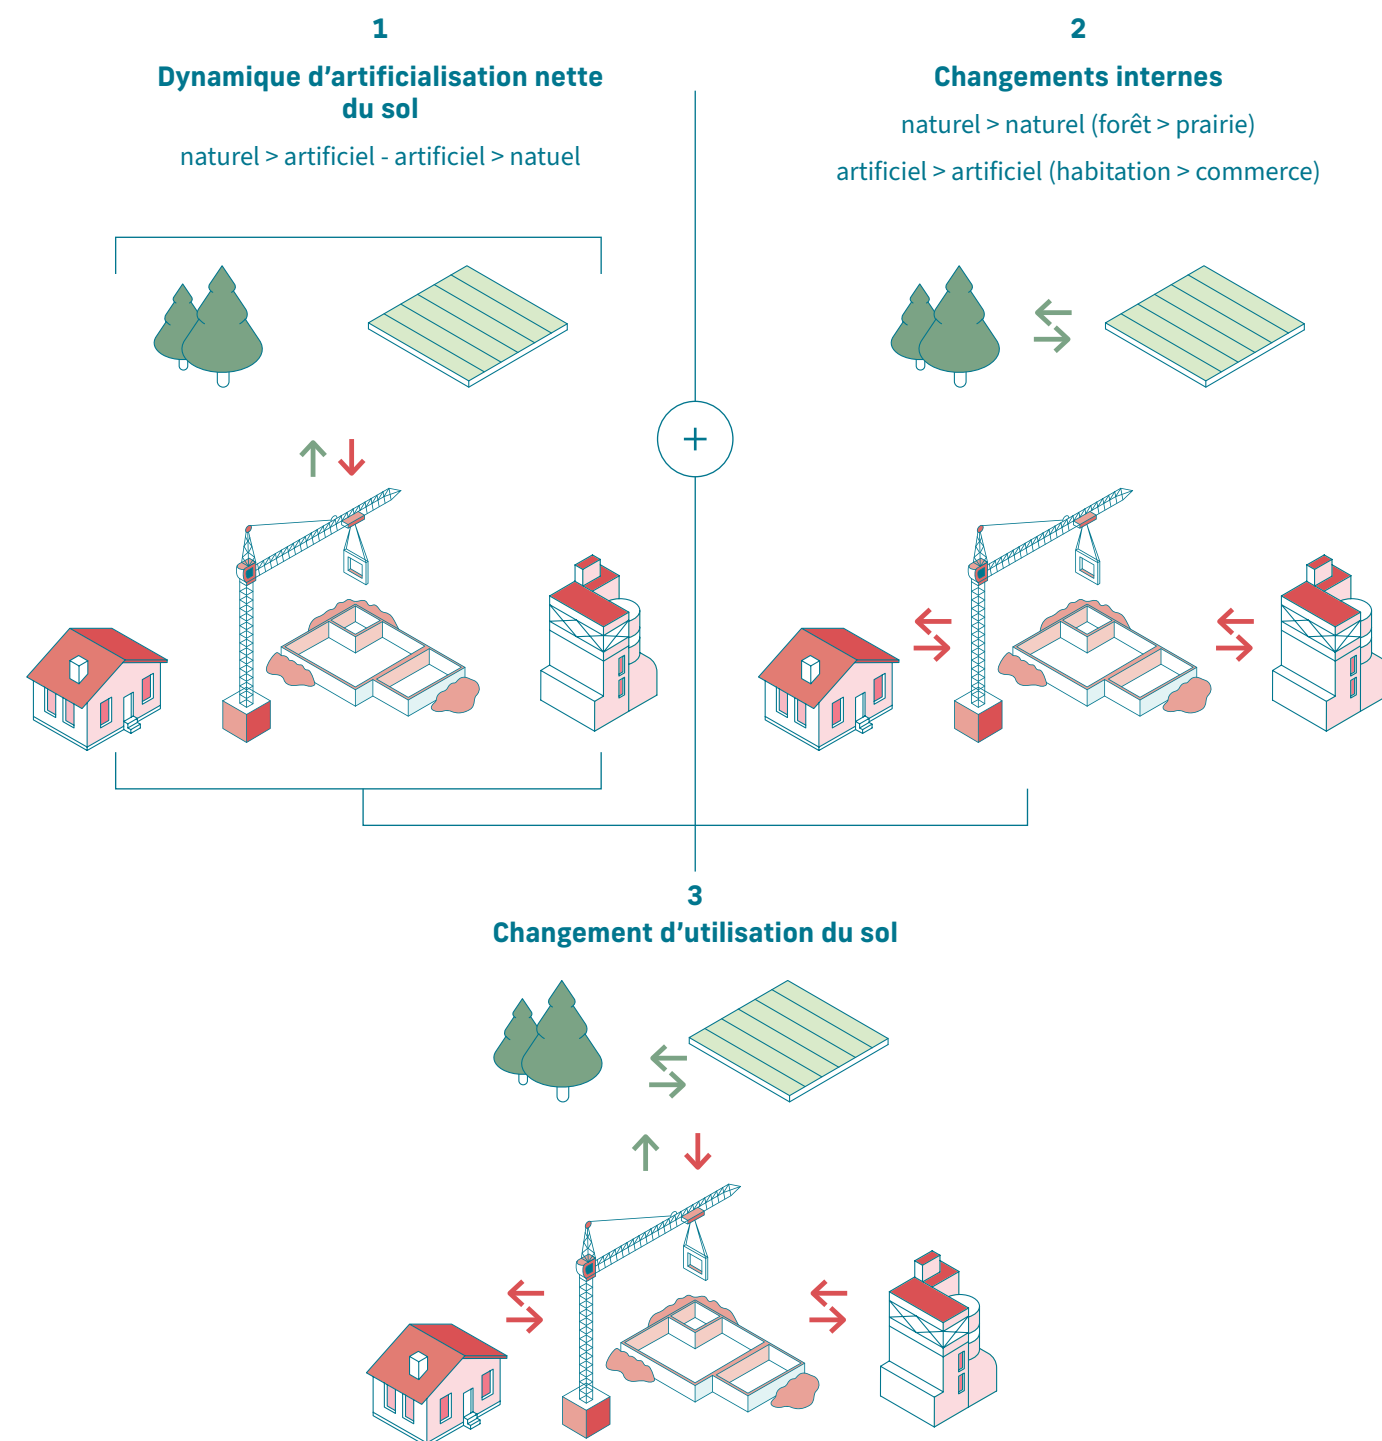 1
Dynamique d’artificialisation nette
du sol
naturel > artificiel - artificiel > natuel
2
Changements internes
naturel > naturel (forêt > prairie)
artificiel > artificiel (habitation > commerce)
+
3
Changement d’utilisation du sol